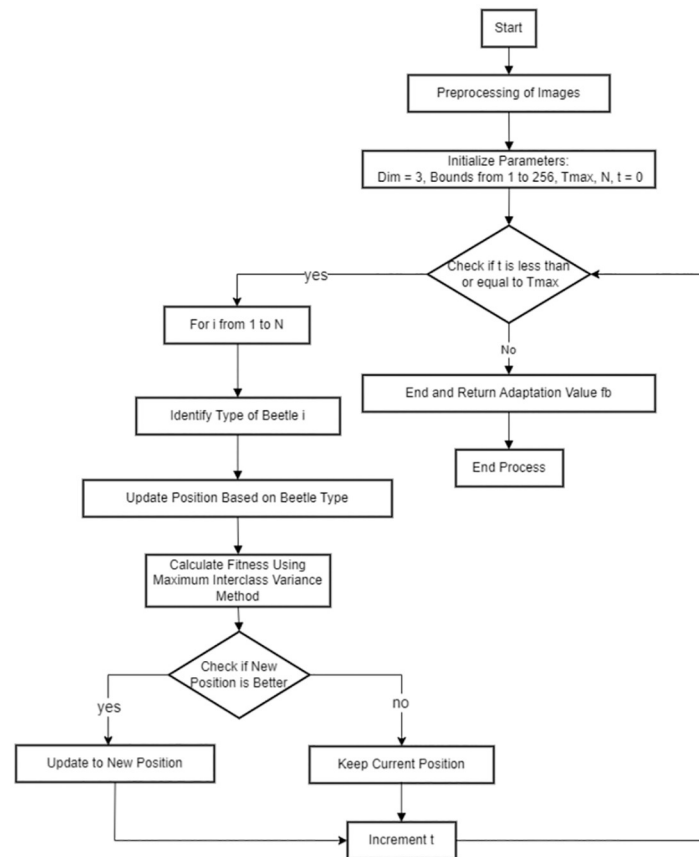 Start
Preprocessing of Images
Initialize Parameters:
Dim = 3, Bounds from 1 to 256, Tmax, N, t = 0
Check if t is less than
or equal to Tmax
yes
For i from 1 to N
No
Identify Type of Beetle i
End and Return Adaptation Value fb
End Process
Update Position Based on Beetle Type
Calculate Fitness Using
Maximum Interclass Variance
Method
Check if New
Position is Better
yes
no
Update to New Position
Keep Current Position
Increment t